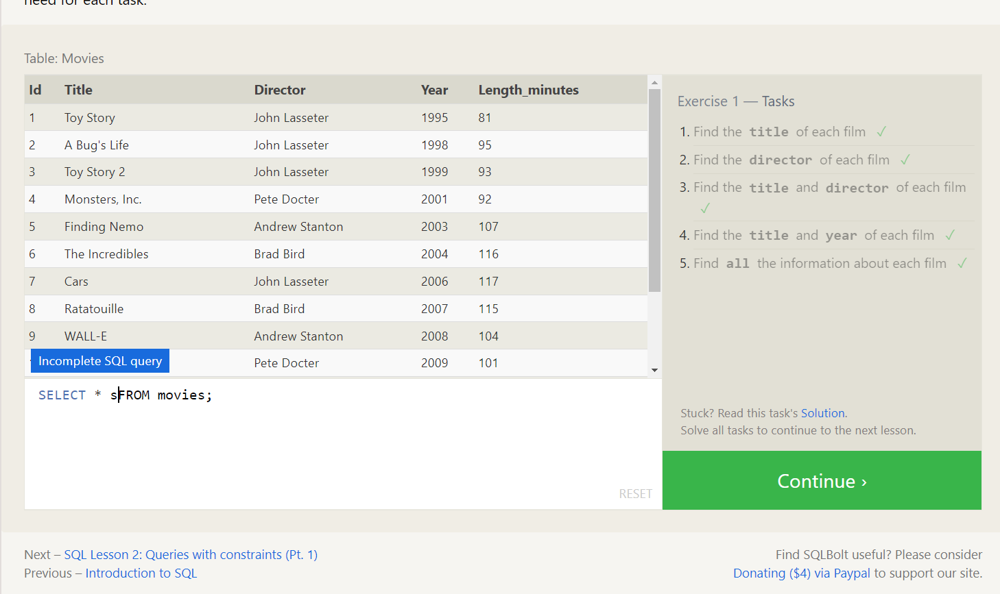 need for each task.
Table: Movies
Id Title Director Year Length_minutes
1 Toy Story John Lasseter 1995 81
2 A Bug's Life John Lasseter 1998 95
3 Toy Story 2 John Lasseter 1999 93
4 Monsters, Inc. Pete Docter 2001 92
5 Finding Nemo Andrew Stanton 2003 107
6 The Incredibles Brad Bird 2004 116
7 Cars John Lasseter 2006 117
8 Ratatouille Brad Bird 2007 115
9 WALL-E Andrew Stanton 2008 104
Pete Docter 2009 101
Incomplete SQL query
SELECT * sFROM movies;
RESET
Exercise 1 — Tasks
1. Find the title of each film ✓
2. Find the director of each film ✓
3. Find the title and director of each film
✓
4. Find the title and year of each film ✓
5. Find all the information about each film ✓
Stuck? Read this task's Solution.
Solve all tasks to continue to the next lesson.
Continue ›
Next – SQL Lesson 2: Queries with constraints (Pt. 1)
Previous – Introduction to SQL
Find SQLBolt useful? Please consider
Donating ($4) via Paypal to support our site.